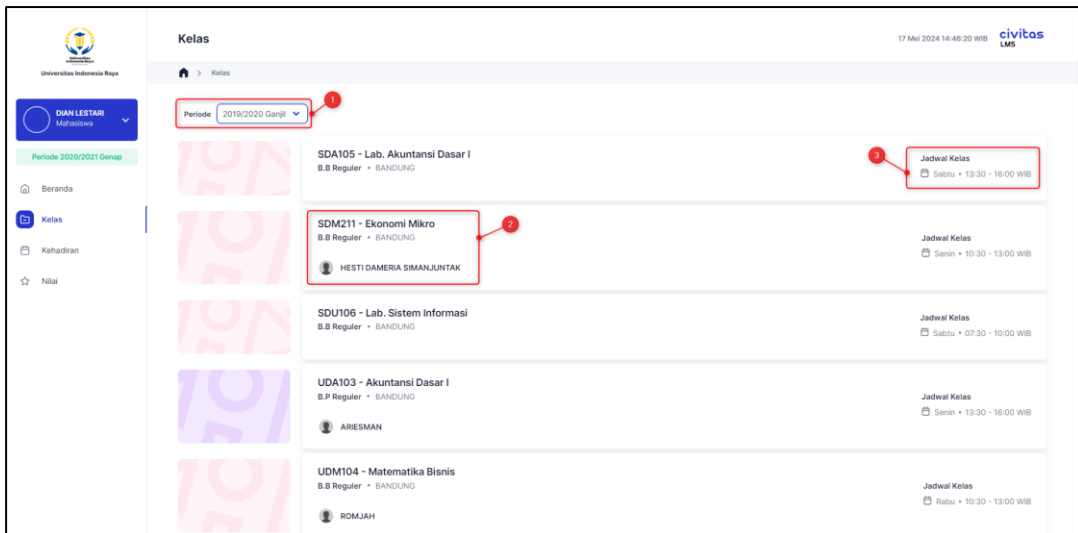 Universitas
Indonesia Raya
Universitas Indonesia Raya
DIAN LESTARI
Mahasiswa
Periode 2020/2021 Genap
Beranda
Kelas
Kehadiran
Nilai
Kelas
17 Mei 2024 14:46:20 WIB
civitas
LMS
> Kelas
Periode 2019/2020 Ganjil
1
SDA105 - Lab. Akuntansi Dasar I
B.B Reguler • BANDUNG
3
Jadwal Kelas
Sabtu • 13:30 - 16:00 WIB
SDM211 - Ekonomi Mikro
B.B Reguler • BANDUNG
HESTI DAMERIA SIMANJUNTAK
2
Jadwal Kelas
Senin • 10:30 - 13:00 WIB
SDU106 - Lab. Sistem Informasi
B.B Reguler • BANDUNG
Jadwal Kelas
Sabtu • 07:30 - 10:00 WIB
UDA103 - Akuntansi Dasar I
B.P Reguler • BANDUNG
ARIESMAN
Jadwal Kelas
Senin • 13:30 - 16:00 WIB
UDM104 - Matematika Bisnis
B.B Reguler • BANDUNG
ROMJAH
Jadwal Kelas
Rabu • 10:30 - 13:00 WIB